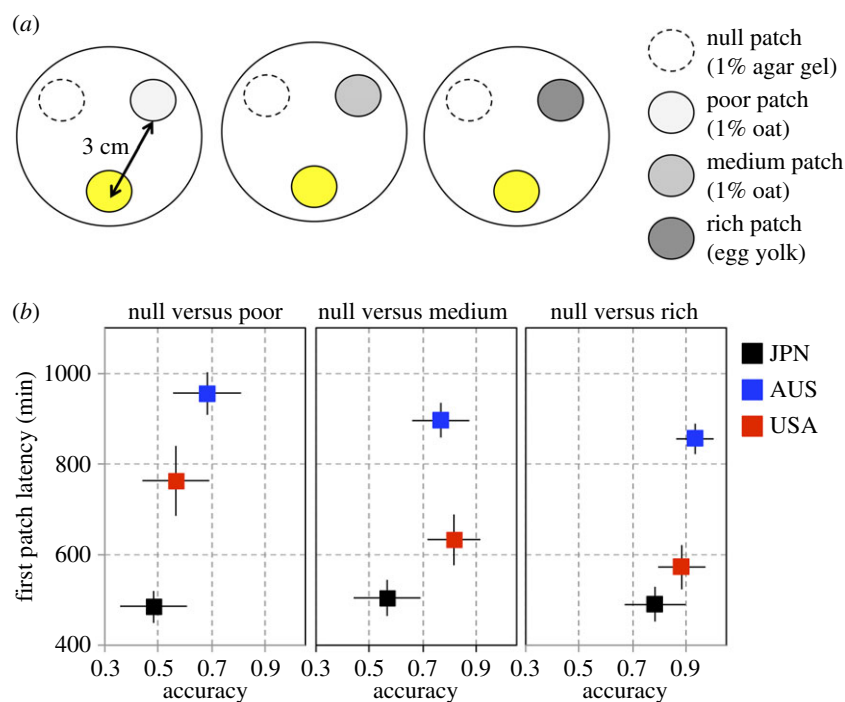 (a)
3 cm
null patch
(1% agar gel)
poor patch
(1% oat)
medium patch
(1% oat)
rich patch
(egg yolk)
(b)
null versus poor
null versus medium
null versus rich
JPN
AUS
USA
first patch latency (min)
1000
800
600
400
0.3 0.5 0.7 0.9
0.3 0.5 0.7 0.9
0.3 0.5 0.7 0.9
accuracy
accuracy
accuracy